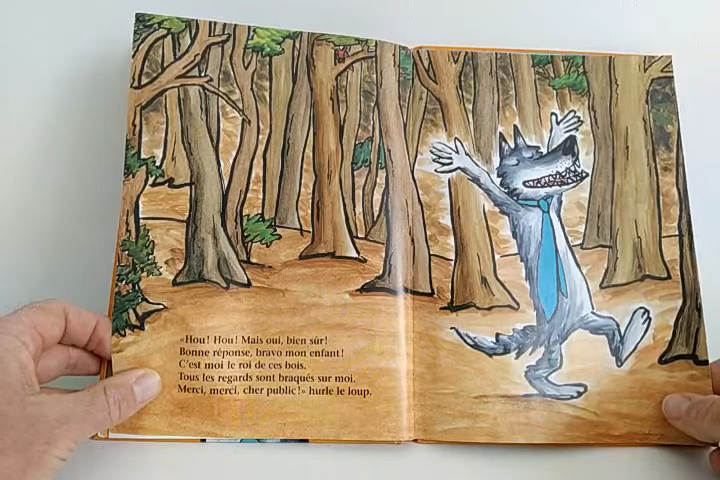 «Hou! Hou! Mais oui, bien sûr!
Bonne réponse, bravo mon enfant!
C'est moi le roi de ces bois.
Tous les regards sont braqués sur moi.
Merci, merci, cher public!» hurle le loup.